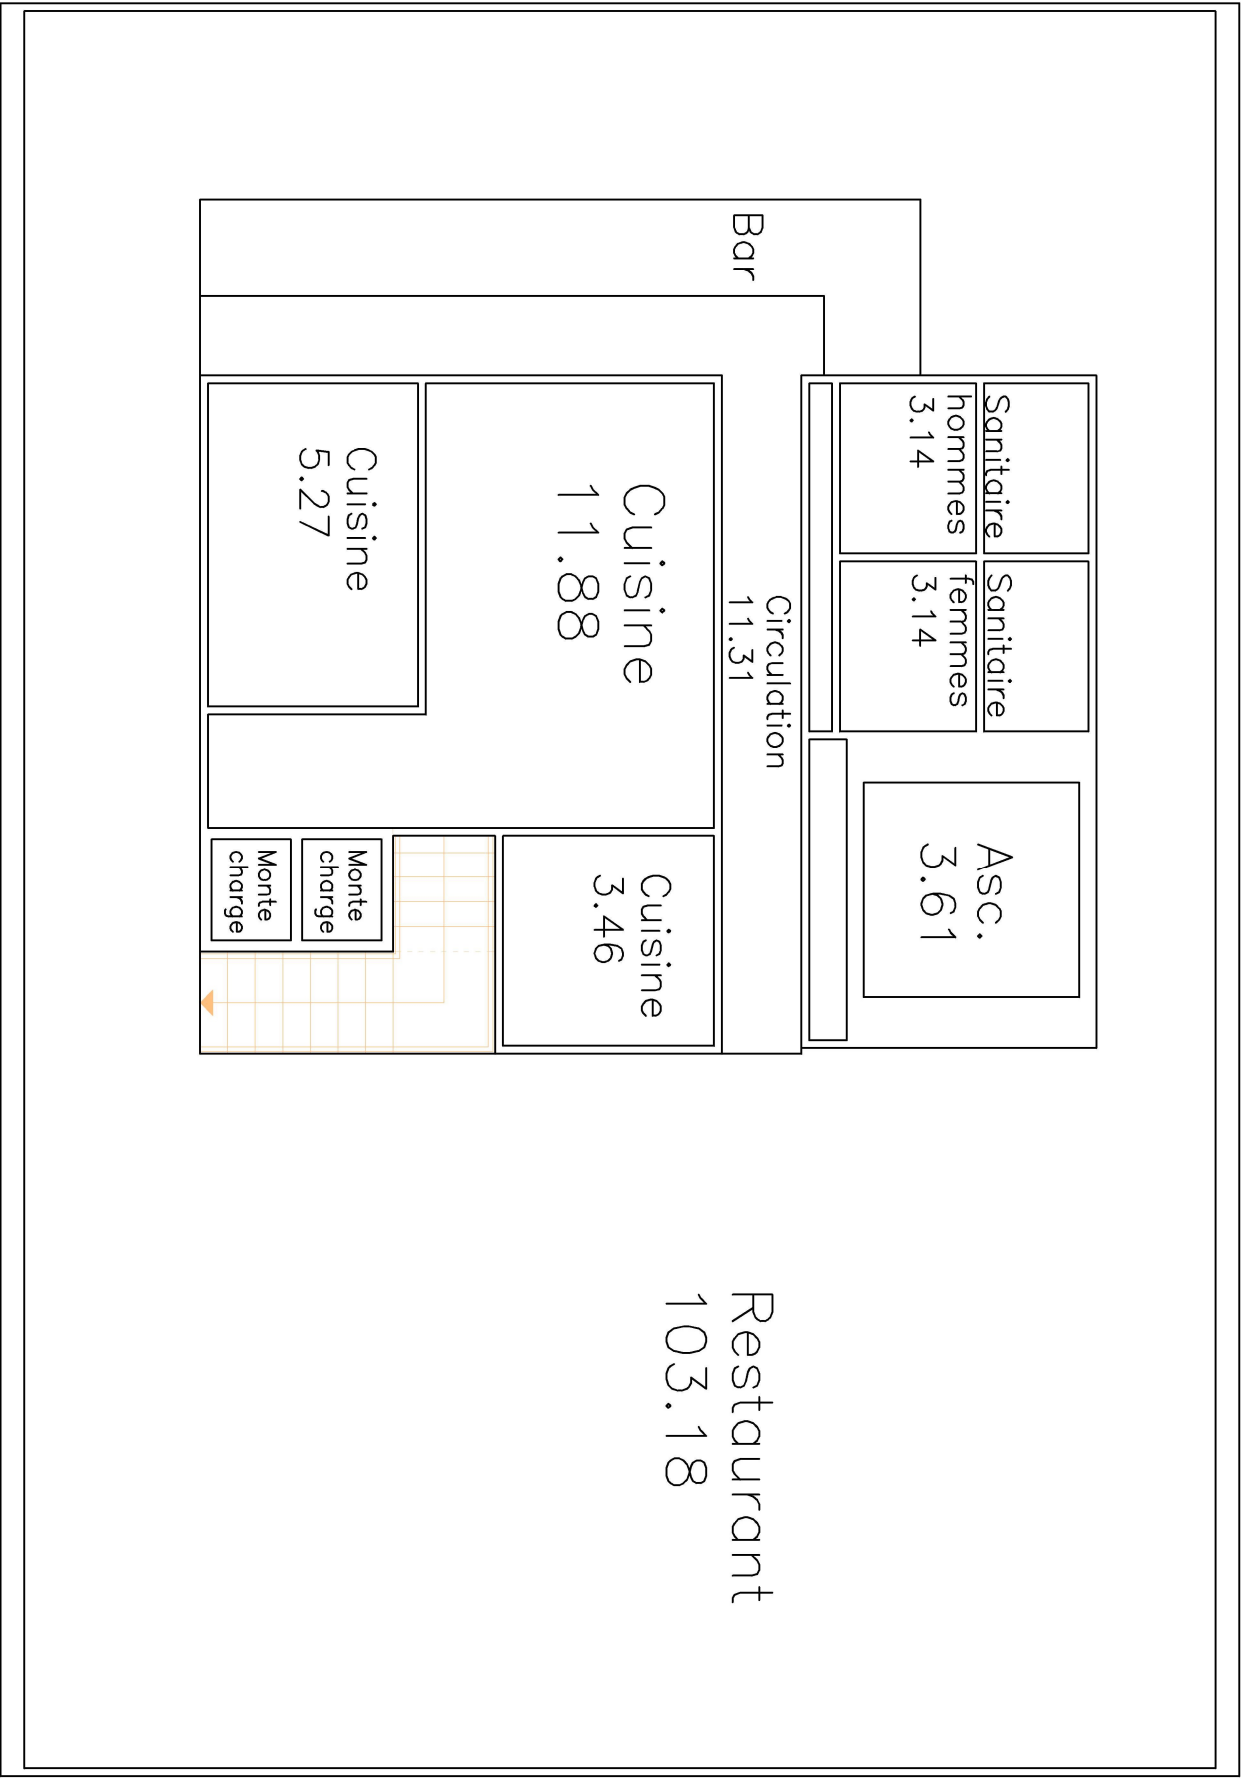 Sanitaire
hommes
3.14
Sanitaire
femmes
3.14
Asc.
3.61
Bar
Circulation
11.31
Cuisine
11.88
Cuisine
3.46
Cuisine
5.27
Monte
charge
Monte
charge
Restaurant
103.18